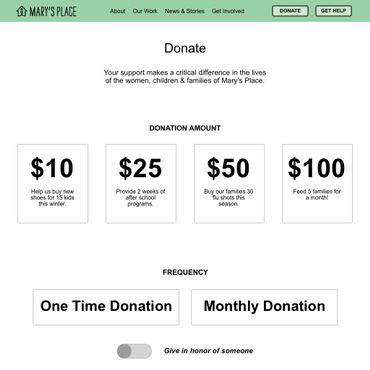 MARY'S PLACE
About Our Work News & Stories Get Involved
DONATE GET HELP
Donate
Your support makes a critical difference in the lives
of the women, children & families of Mary's Place.
DONATION AMOUNT
$10
Help us buy new
shoes for 15 kids
this winter.
$25
Provide 2 weeks of
after school
programs.
$50
Buy our families 30
flu shots this
season.
$100
Feed 5 families for
a month!
FREQUENCY
One Time Donation
Monthly Donation
Give in honor of someone